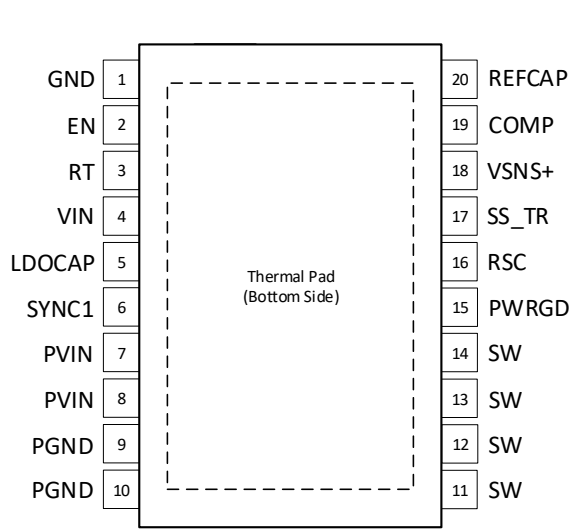 GND 1
EN 2
RT 3
VIN 4
LDOCAP 5
SYNC1 6
PVIN 7
PVIN 8
PGND 9
PGND 10
Thermal Pad
(Bottom Side)
20 REFCAP
19 COMP
18 VSNS+
17 SS_TR
16 RSC
15 PWRGD
14 SW
13 SW
12 SW
11 SW